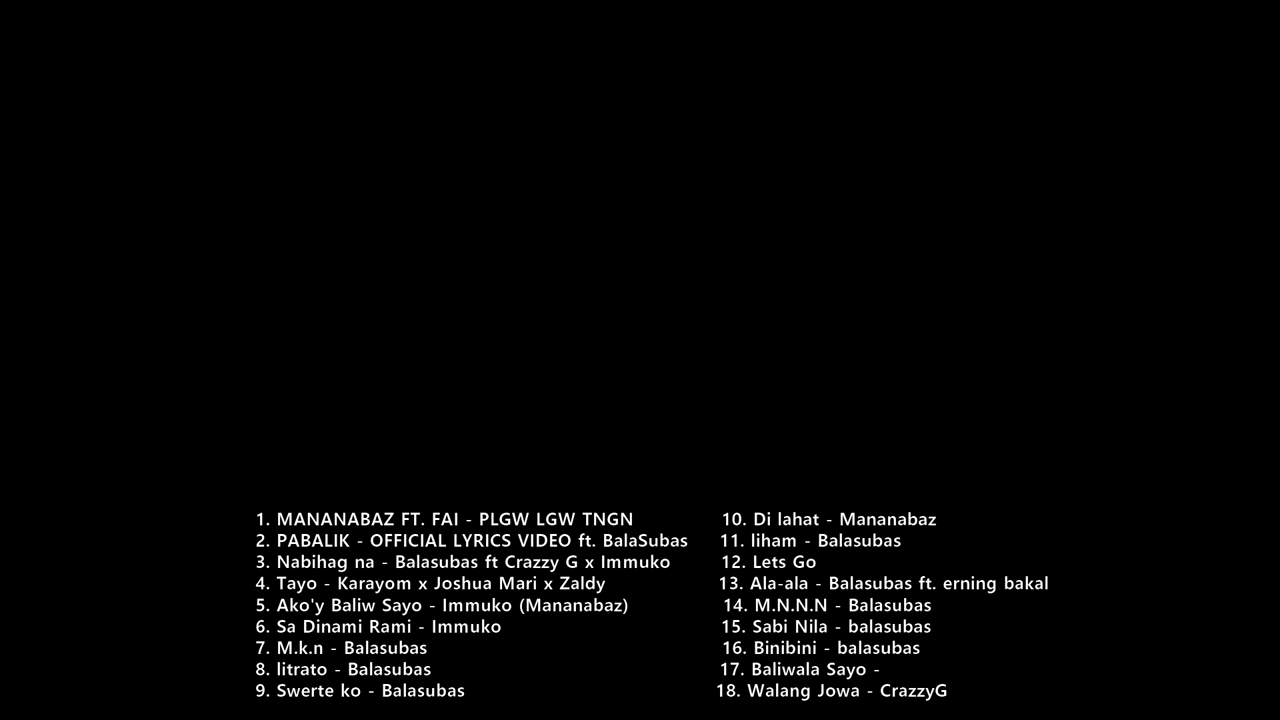 1. MANANABAZ FT. FAI - PLGW LGW TNGN
2. PABALIK - OFFICIAL LYRICS VIDEO ft. BalaSubas
3. Nabihag na - Balasubas ft Crazzy G x Immuko
4. Tayo - Karayom x Joshua Mari x Zaldy
5. Ako'y Baliw Sayo - Immuko (Mananabaz)
6. Sa Dinami Rami - Immuko
7. M.k.n - Balasubas
8. litrato - Balasubas
9. Swerte ko - Balasubas
10. Di lahat - Mananabaz
11. liham - Balasubas
12. Lets Go
13. Ala-ala - Balasubas ft. erning bakal
14. M.N.N.N - Balasubas
15. Sabi Nila - balasubas
16. Binibini - balasubas
17. Baliwala Sayo -
18. Walang Jowa - CrazzyG